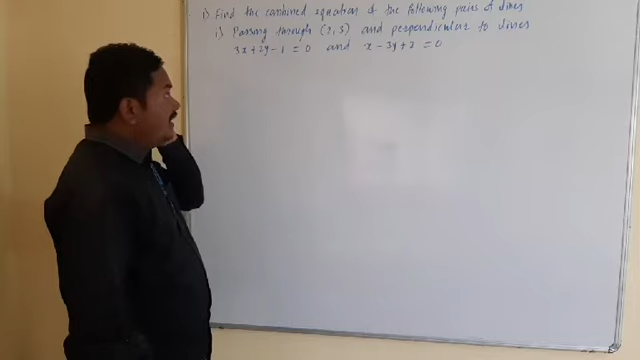 1) Find the combined equation of the following pairs of lines
i) Passing through (2, 3) and perpendicular to lines
3x + 2y - 1 = 0 and x - 3y + 2 = 0